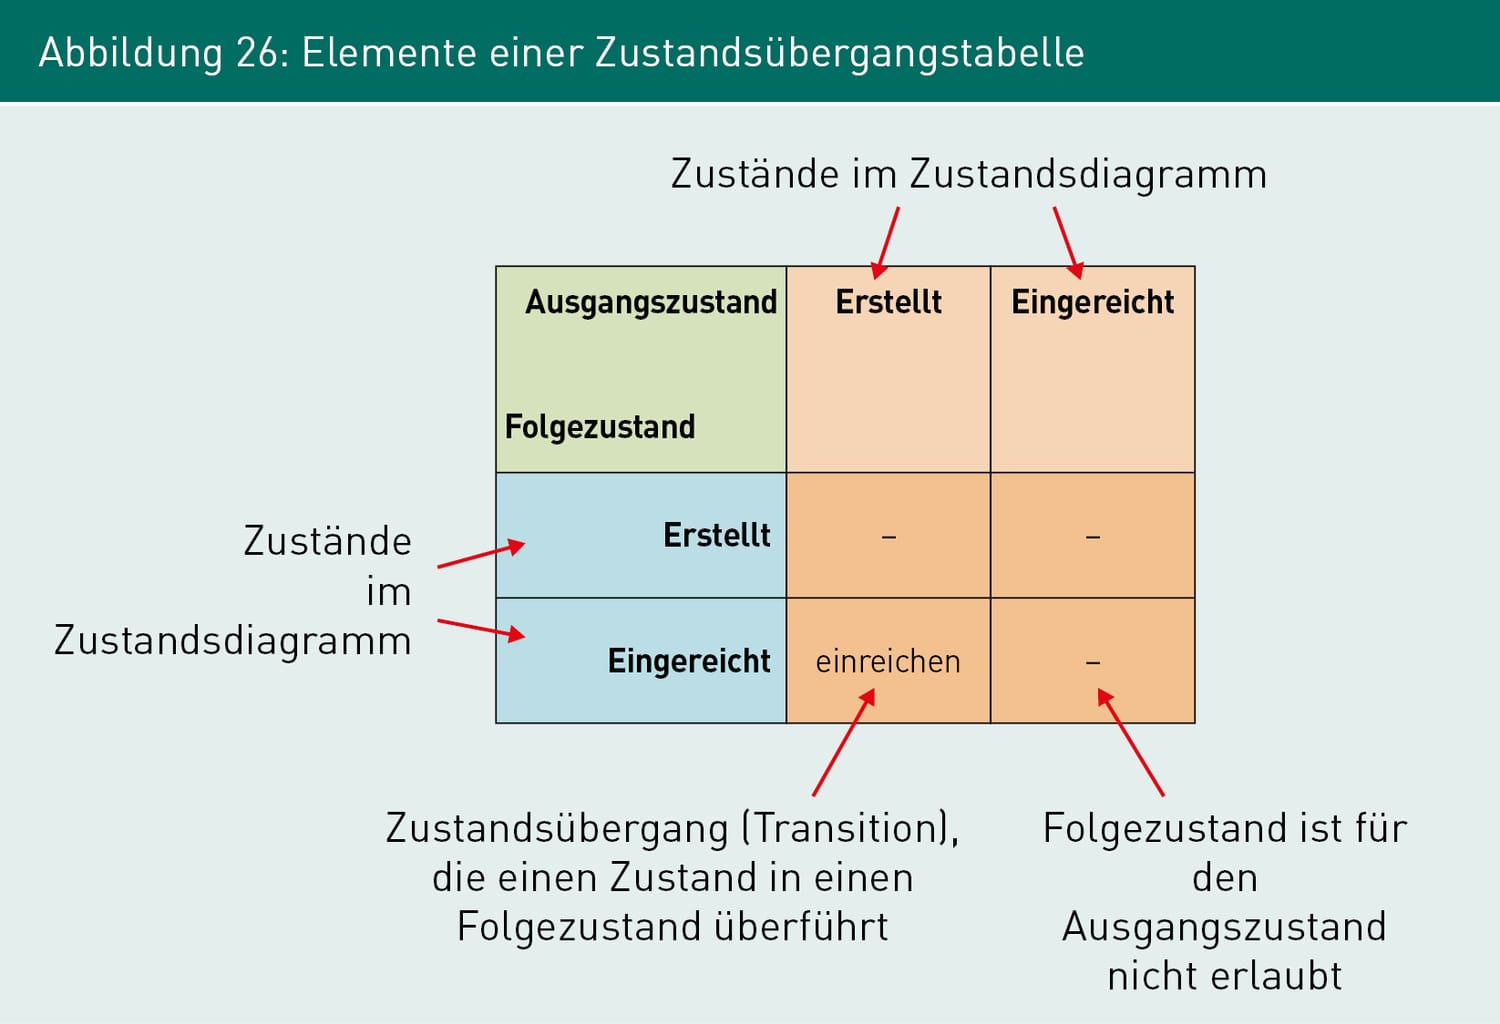 Abbildung 26: Elemente einer Zustandsübergangstabelle
Zustände im Zustandsdiagramm
Ausgangszustand
Erstellt
Eingereicht
Folgezustand
Zustände
im
Zustandsdiagramm
Erstellt
–
–
Eingereicht
einreichen
–
Zustandsübergang (Transition),
die einen Zustand in einen
Folgezustand überführt
Folgezustand ist für
den
Ausgangszustand
nicht erlaubt